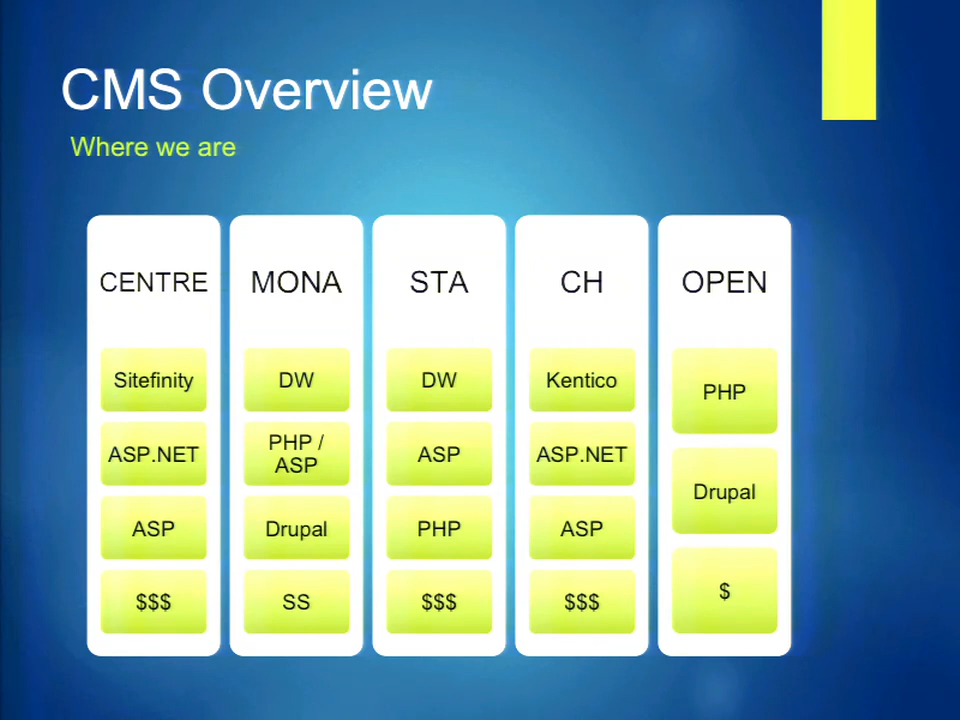 CMS Overview
Where we are
CENTRE
Sitefinity
ASP.NET
ASP
$$$
MONA
DW
PHP /
ASP
Drupal
SS
STA
DW
ASP
PHP
$$$
CH
Kentico
ASP.NET
ASP
$$$
OPEN
PHP
Drupal
$